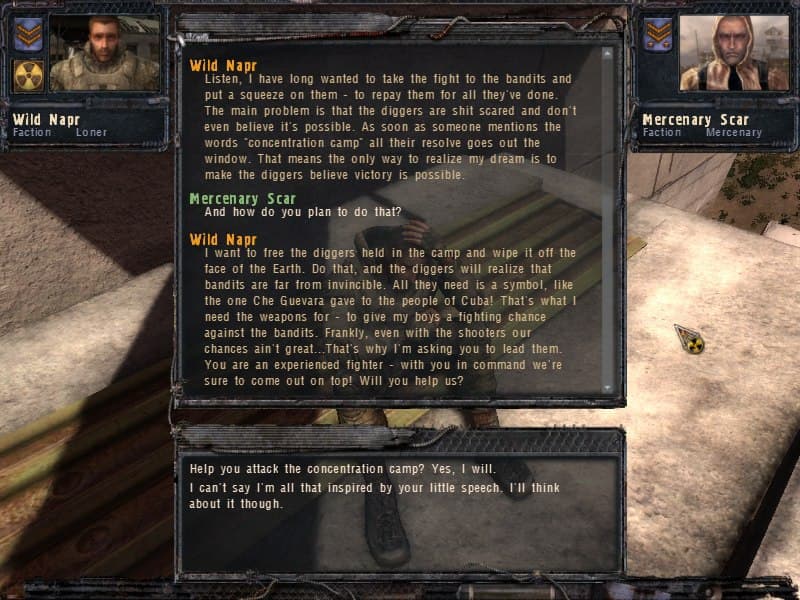 Wild Napr
Faction Loner
Wild Napr
Listen, I have long wanted to take the fight to the bandits and
put a squeeze on them - to repay them for all they've done.
The main problem is that the diggers are shit scared and don't
even believe it's possible. As soon as someone mentions the
words "concentration camp" all their resolve goes out the
window. That means the only way to realize my dream is to
make the diggers believe victory is possible.
Mercenary Scar
And how do you plan to do that?
Wild Napr
I want to free the diggers held in the camp and wipe it off the
face of the Earth. Do that, and the diggers will realize that
bandits are far from invincible. All they need is a symbol, like
the one Che Guevara gave to the people of Cuba! That's what I
need the weapons for - to give my boys a fighting chance
against the bandits. Frankly, even with the shooters our
chances ain't great...That's why I'm asking you to lead them.
You are an experienced fighter - with you in command we're
sure to come out on top! Will you help us?
Mercenary Scar
Faction Mercenary
Help you attack the concentration camp? Yes, I will.
I can't say I'm all that inspired by your little speech. I'll think
about it though.